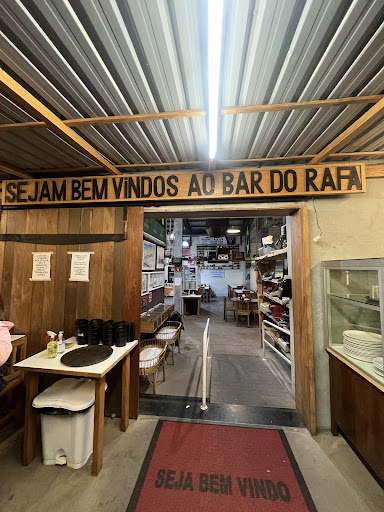 SEJAM BEM VINDOS AO BAR DO RAFA
SEJA BEM VINDO